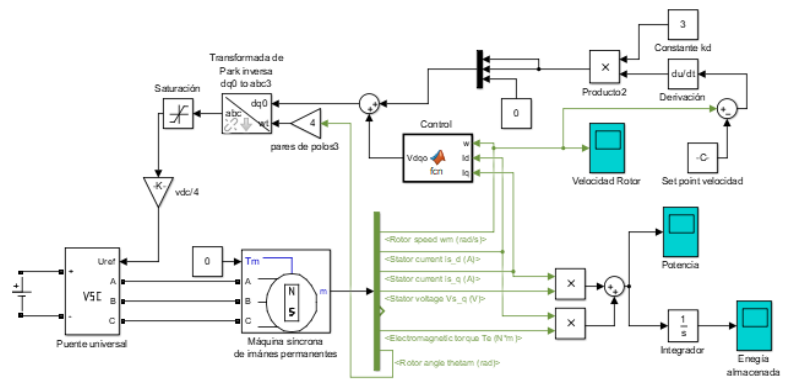 3
Constante kd
Transformada de
Park inversa
dq0 to abc3
Saturación
du/dt
Producto2
Derivación
dq0
abc
wt
4
pares de polos3
0
Control
w
Id
Iq
Vdqo
fcn
Velocidad Rotor
-C-
Set point velocidad
-K-
vdc/4
<Rotor speed wm (rad/s)>
<Stator current is_d (A)>
<Stator current is_q (A)>
<Stator voltage Vs_q (V)>
<Electromagnetic torque Te (N*m)>
<Rotor angle thetam (rad)>
Potencia
Uref
+
-
VSC
A
B
C
Puente universal
0
Tm
A
B
C
N
S
m
Máquina síncrona
de imánes permanentes
1
s
Integrador
Enegía
almacenada